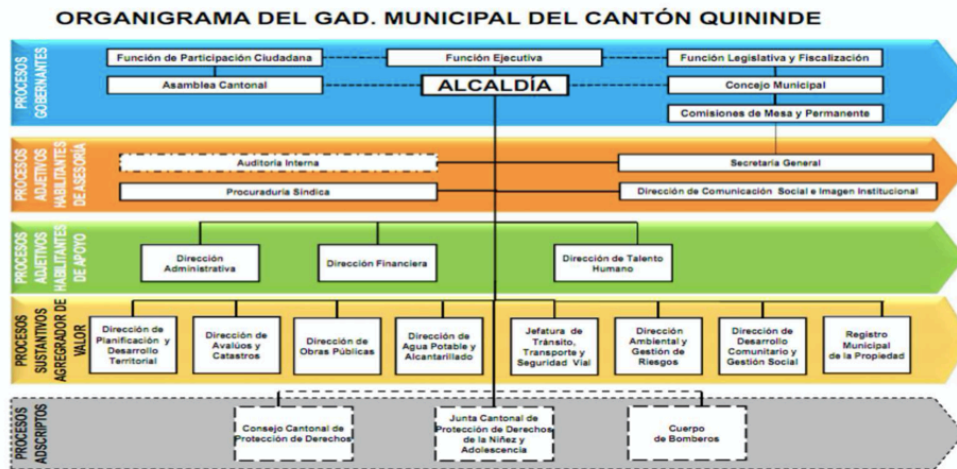 ORGANIGRAMA DEL GAD. MUNICIPAL DEL CANTÓN QUININDE
PROCESOS
GOBERNANTES
Función de Participación Ciudadana
Función Ejecutiva
Función Legislativa y Fiscalización
Asamblea Cantonal
ALCALDÍA
Concejo Municipal
Comisiones de Mesa y Permanente
PROCESOS
ADJETIVOS
HABILITANTES
DE ASESORÍA
Auditoría Interna
Secretaria General
Procuraduría Síndica
Dirección de Comunicación Social e Imagen Institucional
PROCESOS
ADJETIVOS
HABILITANTES
DE APOYO
Dirección
Administrativa
Dirección Financiera
Dirección de Talento
Humano
PROCESOS
SUSTANTIVOS
AGREGRADOR DE
VALOR
Dirección de
Planificación y
Desarrollo
Territorial
Dirección de
Avalúos y
Catastros
Dirección de
Obras Públicas
Dirección de
Agua Potable y
Alcantarillado
Jefatura de
Tránsito,
Transporte y
Seguridad Vial
Dirección
Ambiental y
Gestión de
Riesgos
Dirección de
Desarrollo
Comunitario y
Gestión Social
Registro
Municipal
de la Propiedad
PROCESOS
ADSCRIPTOS
Consejo Cantonal de
Protección de Derechos
Junta Cantonal de
Protección de Derechos
de la Niñez y
Adolescencia
Cuerpo
de Bomberos